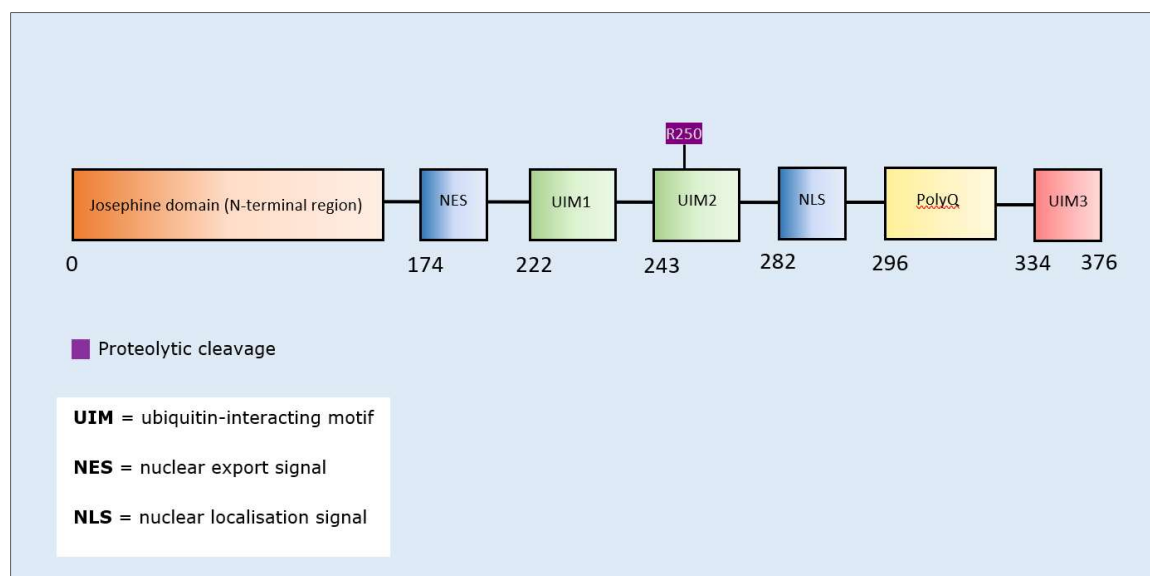 R250
Josephine domain (N-terminal region)
NES
UIM1
UIM2
NLS
PolyQ
UIM3
0
174
222
243
282
296
334
376
Proteolytic cleavage
UIM = ubiquitin-interacting motif
NES = nuclear export signal
NLS = nuclear localisation signal